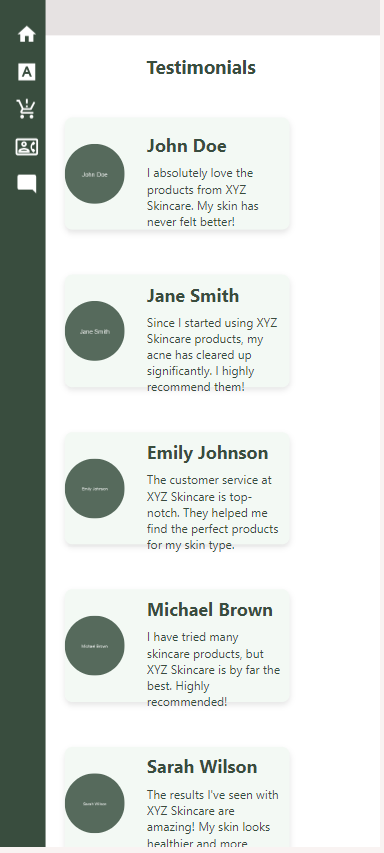 A
Testimonials
John Doe
John Doe
I absolutely love the
products from XYZ
Skincare. My skin has
never felt better!
Jane Smith
Jane Smith
Since I started using XYZ
Skincare products, my
acne has cleared up
significantly. I highly
recommend them!
Emily Johnson
Emily Johnson
The customer service at
XYZ Skincare is top-
notch. They helped me
find the perfect products
for my skin type.
Michael Brown
Michael Brown
I have tried many
skincare products, but
XYZ Skincare is by far the
best. Highly
recommended!
Sarah Wilson
Sarah Wilson
The results I've seen with
XYZ Skincare are
amazing! My skin looks
healthier and more